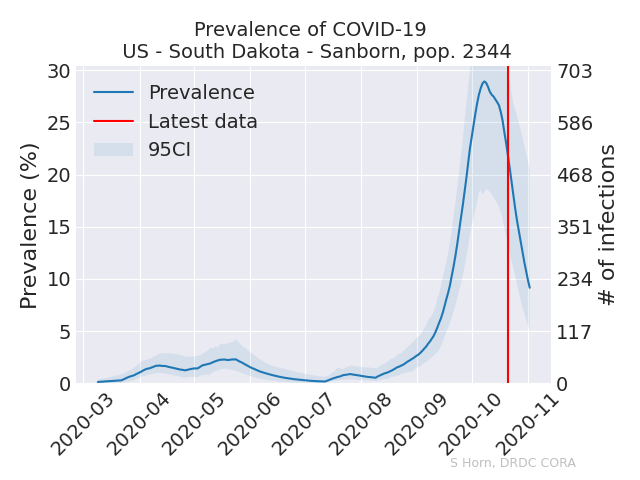 Prevalence of COVID-19
US - South Dakota - Sanborn, pop. 2344
Prevalence (%)
30
25
20
15
10
5
0
Prevalence
Latest data
95CI
703
586
468
351
234
117
0
# of infections
2020-03
2020-04
2020-05
2020-06
2020-07
2020-08
2020-09
2020-10
2020-11
S Horn, DRDC CORA